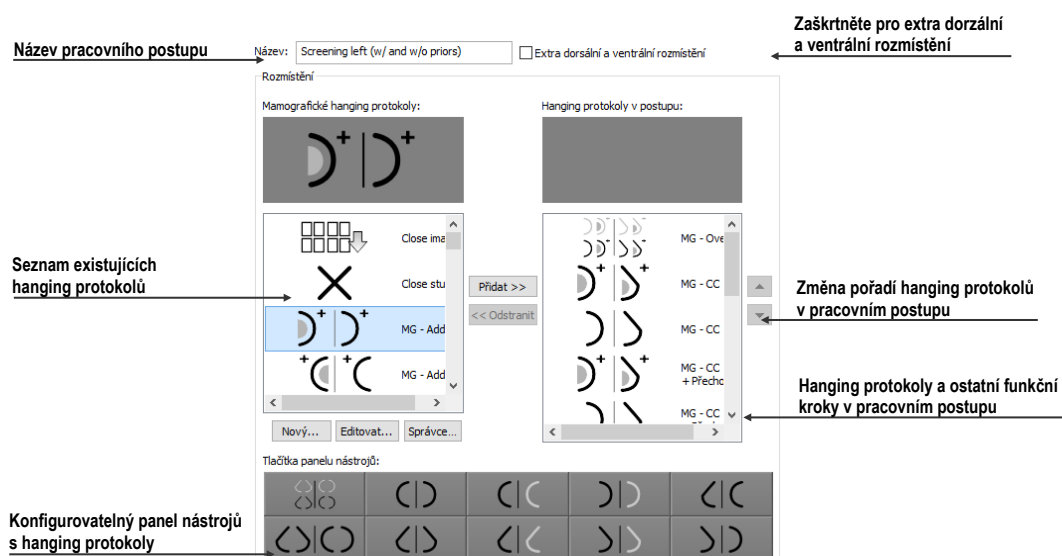 Zaškrtněte pro extra dorzální
a ventrální rozmístění
Název pracovního postupu
Název:
Screening left (w/ and w/o priors)
Extra dorsální a ventrální rozmístění
Rozmístění
Mamografické hanging protokoly:
Hanging protokoly v postupu:
Seznam existujících
hanging protokolů
Close ima
Close stu
MG - Add
MG - Add
Přidat >>
<< Odstranit
MG - Ove
MG - CC
MG - CC
MG - CC
+ Přecho
MG - CC
Změna pořadí hanging protokolů
v pracovním postupu
Hanging protokoly a ostatní funkční
kroky v pracovním postupu
Nový...
Editovat...
Správce...
Tlačítka panelu nástrojů:
Konfigurovatelný panel nástrojů
s hanging protokoly